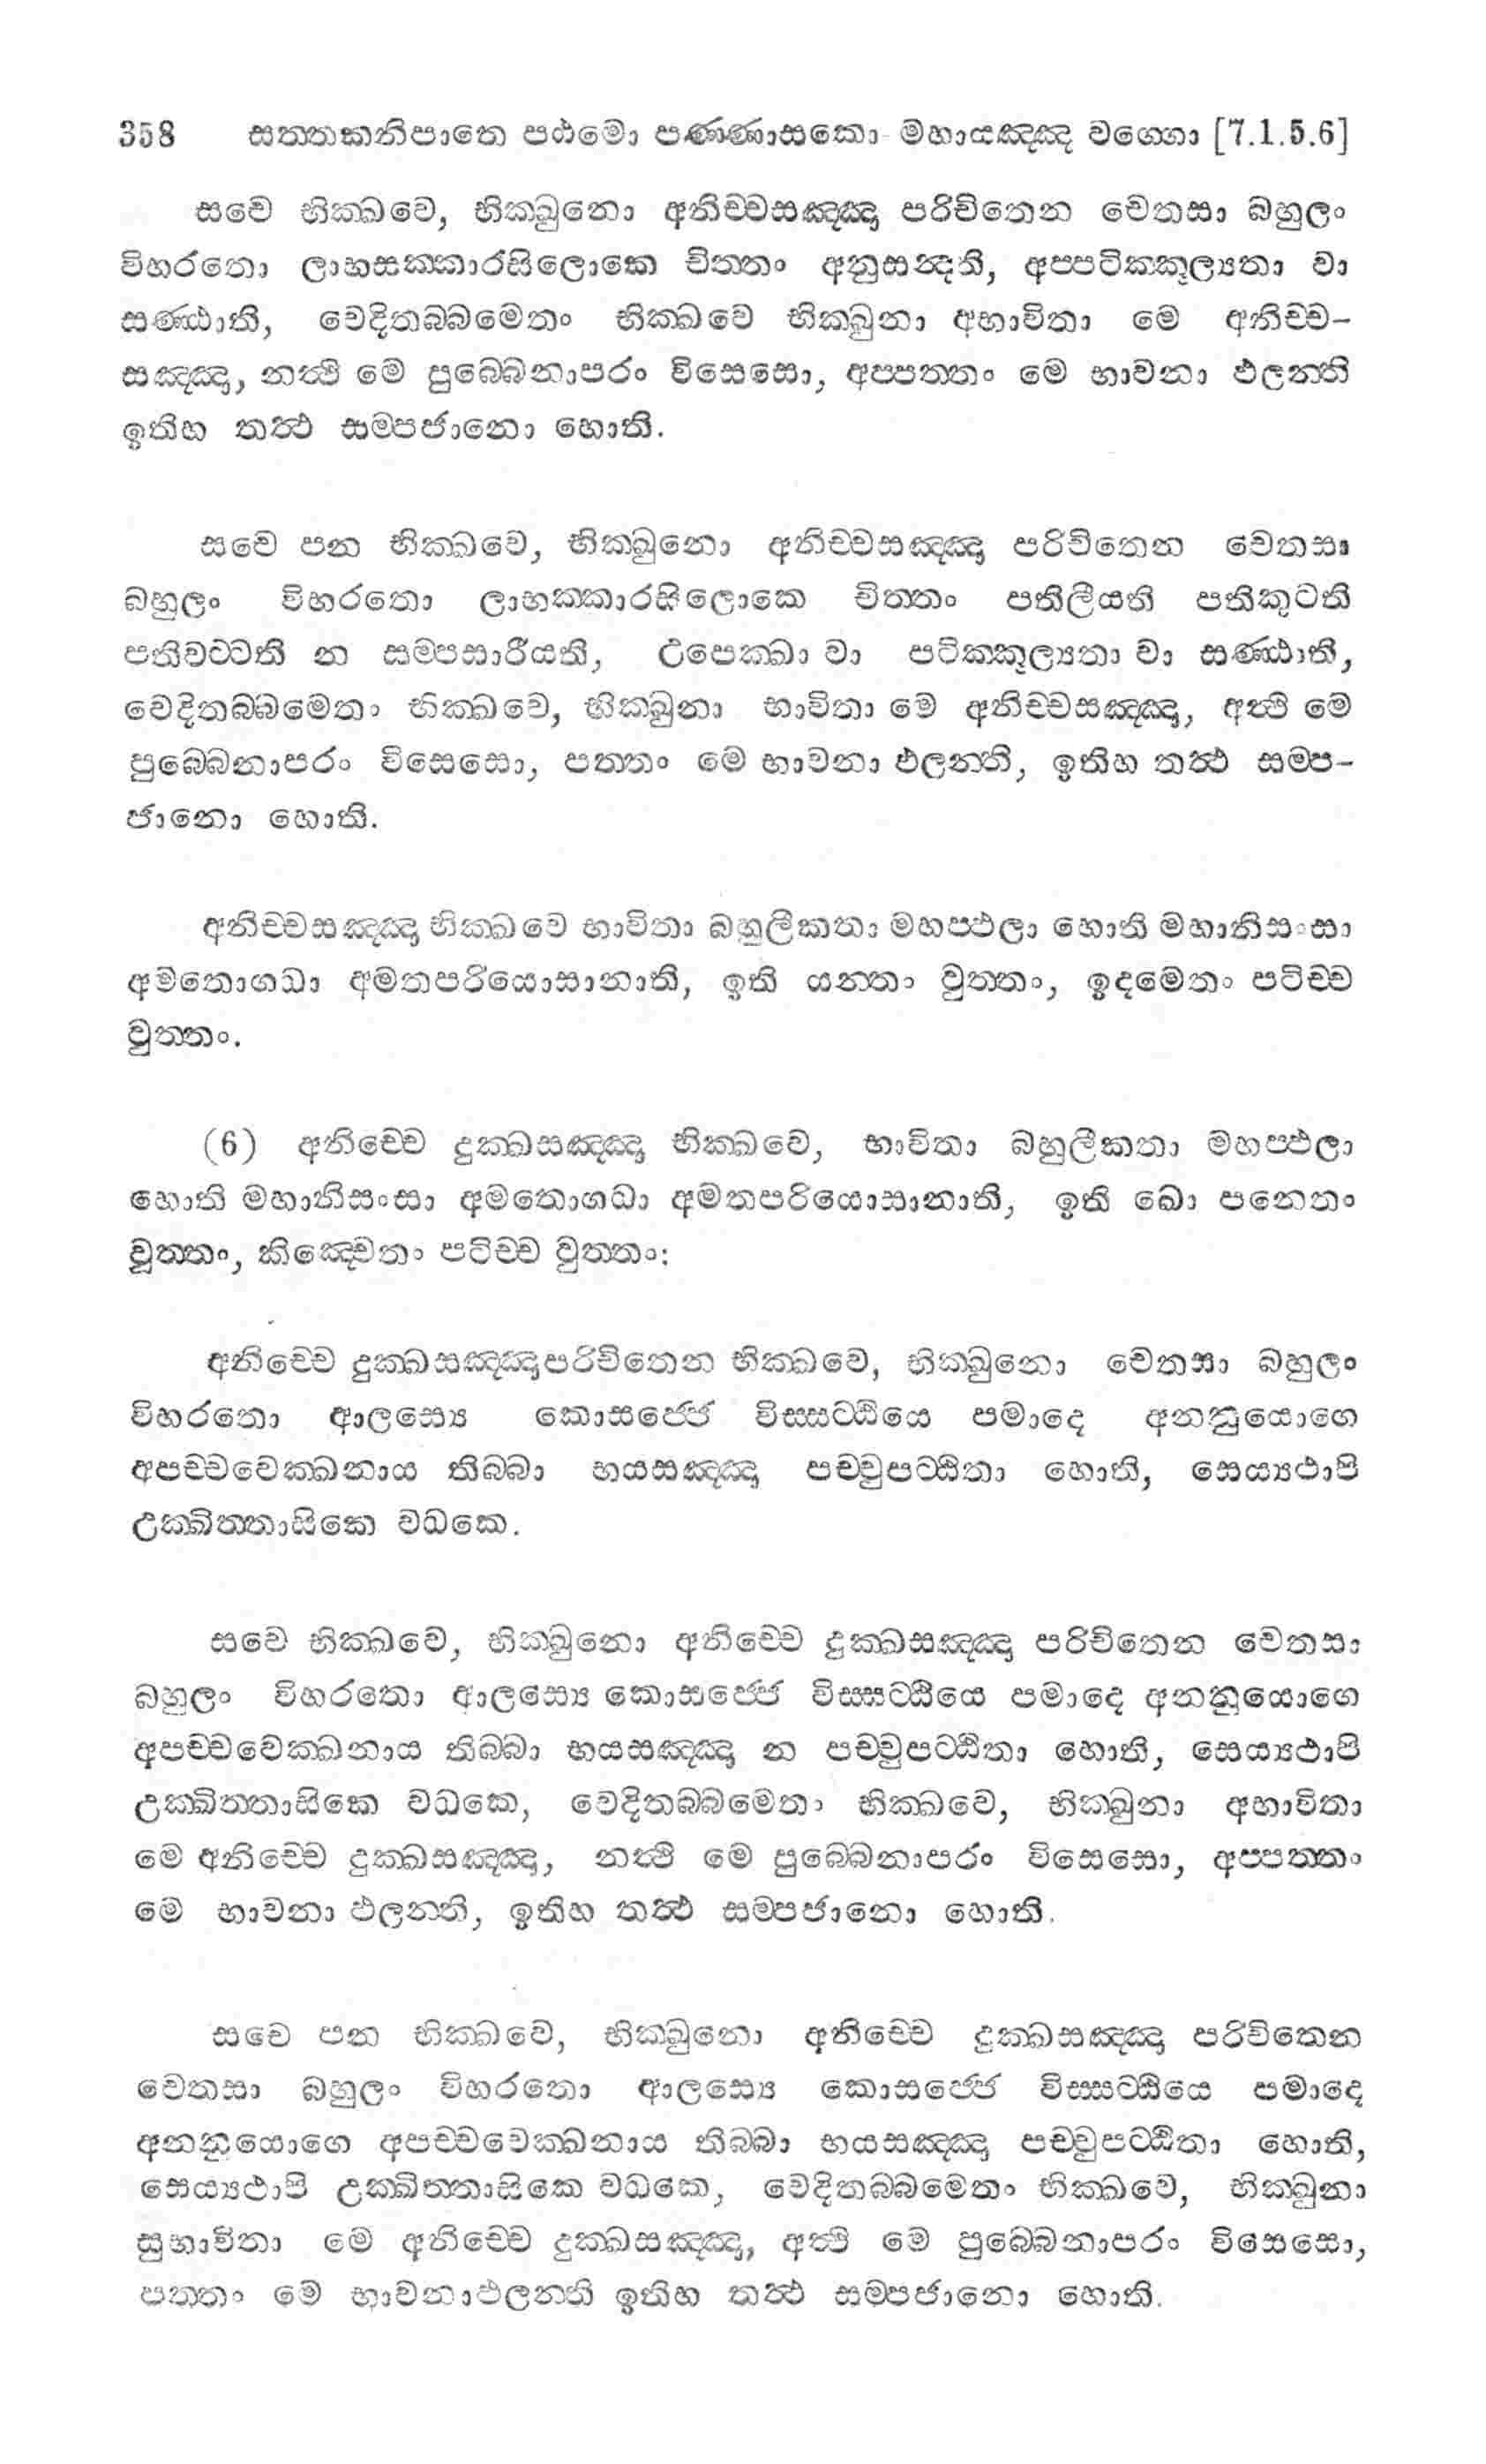 358 සත්තකනිපාතෙ පඨමො පණ්ණාසකො මහායඤ්ඤ වග්ගො [7.1.5.6]
සචෙ භික්ඛවෙ, භික්ඛුනො අනිච්චසඤ්ඤා පරිචිතෙන චෙතසා බහුලං
විහරතො ලාභසක්කාරසිලොකෙ චිත්තං අනුසන්දති, අප්පටික්කූල්‍යතා වා
සණ්ඨාති, වෙදිතබ්බමෙතං භික්ඛවෙ භික්ඛුනා අභාවිතා මෙ අනිච්ච-
සඤ්ඤා, නත්ථි මෙ පුබ්බෙනාපරං විසෙසො, අප්පත්තං මෙ භාවනා ඵලන්ති
ඉතිහ තත්ථ සම්පජානො හොති.
සචෙ පන භික්ඛවෙ, භික්ඛුනො අනිච්චසඤ්ඤා පරිචිතෙන චෙතසා
බහුලං විහරතො ලාභක්කාරසිලොකෙ චිත්තං පතිලීයති පතිකුටති
පතිවට්ටති න සම්පසාරීයති, උපෙක්ඛා වා පටික්කූල්‍යතා වා සණ්ඨාති,
වෙදිතබ්බමෙතං භික්ඛවෙ, භික්ඛුනා භාවිතා මෙ අනිච්චසඤ්ඤා, අත්ථි මෙ
පුබ්බෙනාපරං විසෙසො, පත්තං මෙ භාවනා ඵලන්ති, ඉතිහ තත්ථ සම්ප-
ජානො හොති.
අනිච්චසඤ්ඤා භික්ඛවෙ භාවිතා බහුලීකතා මහප්ඵලා හොති මහානිසංසා
අමතොගධා අමතපරියොසානාති, ඉති යන්තං වුත්තං, ඉදමෙතං පටිච්ච
වුත්තං.
(6) අනිච්චෙ දුක්ඛසඤ්ඤා භික්ඛවෙ, භාවිතා බහුලීකතා මහප්ඵලා
හොති මහානිසංසා අමතොගධා අමතපරියොසානාති, ඉති ඛො පනෙතං
වූත්තං, කිඤ්චෙතං පටිච්ච වුත්තං:
අනිච්චෙ දුක්ඛසඤ්ඤාපරිචිතෙන භික්ඛවෙ, භික්ඛුනො චෙතසා බහුලං
විහරතො ආලස්‍යෙ කොසජ්ජෙ විස්සට්ඨියෙ පමාදෙ අනනුයොගෙ
අපච්චවෙක්ඛනාය තිබ්බා භයසඤ්ඤා පච්චුපට්ඨිතා හොති, සෙය්‍යථාපි
උක්ඛිත්තාසිකෙ වධකෙ.
සචෙ භික්ඛවෙ, භික්ඛුනො අනිච්චෙ දුක්ඛසඤ්ඤා පරිචිතෙන චෙතසා
බහුලං විහරතො ආලස්‍යෙ කොසජ්ජෙ විස්සට්ඨියෙ පමාදෙ අනනුයොගෙ
අපච්චවෙක්ඛනාය තිබ්බා භයසඤ්ඤා න පච්චුපට්ඨිතා හොති, සෙය්‍යථාපි
උක්ඛිත්තාසිකෙ වධකෙ, වෙදිතබ්බමෙතං භික්ඛවෙ, භික්ඛුනා අභාවිතා
මෙ අනිච්චෙ දුක්ඛසඤ්ඤා, නත්ථි මෙ පුබ්බෙනාපරං විසෙසො, අප්පත්තං
මෙ භාවනා ඵලන්ති, ඉතිහ තත්ථ සම්පජානො හොති.
සචෙ පන භික්ඛවෙ, භික්ඛුනො අනිච්චෙ දුක්ඛසඤ්ඤා පරිචිතෙන
චෙතසා බහුලං විහරතො ආලස්‍යෙ කොසජ්ජෙ විස්සට්ඨියෙ පමාදෙ
අනනුයොගෙ අපච්චවෙක්ඛනාය තිබ්බා භයසඤ්ඤා පච්චුපට්ඨිතා හොති,
සෙය්‍යථාපි උක්ඛිත්තාසිකෙ වධකෙ, වෙදිතබ්බමෙතං භික්ඛවෙ, භික්ඛුනා
සුභාවිතා මෙ අනිච්චෙ දුක්ඛසඤ්ඤා, අත්ථි මෙ පුබ්බෙනාපරං විසෙසො,
පත්තං මෙ භාවනාඵලන්ති ඉතිහ තත්ථ සම්පජානො හොති.